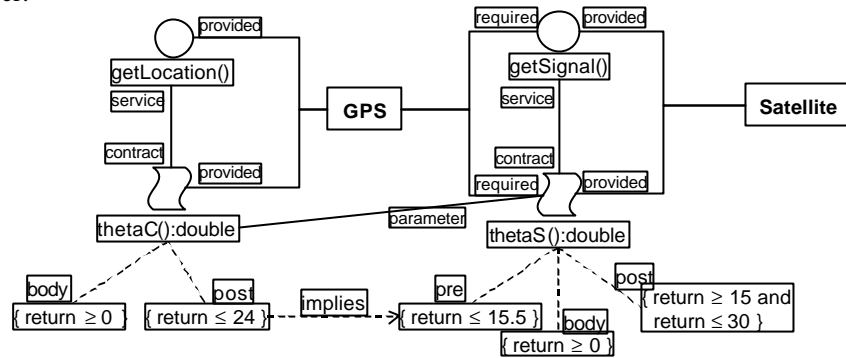 provided
required
provided
getLocation()
getSignal()
service
service
GPS
Satellite
contract
contract
provided
required
provided
parameter
thetaC():double
thetaS():double
body
post
implies
pre
body
post
{ return ≥ 0 }
{ return ≤ 24 }
{ return ≤ 15.5 }
{ return ≥ 0 }
{ return ≥ 15 and
return ≤ 30 }